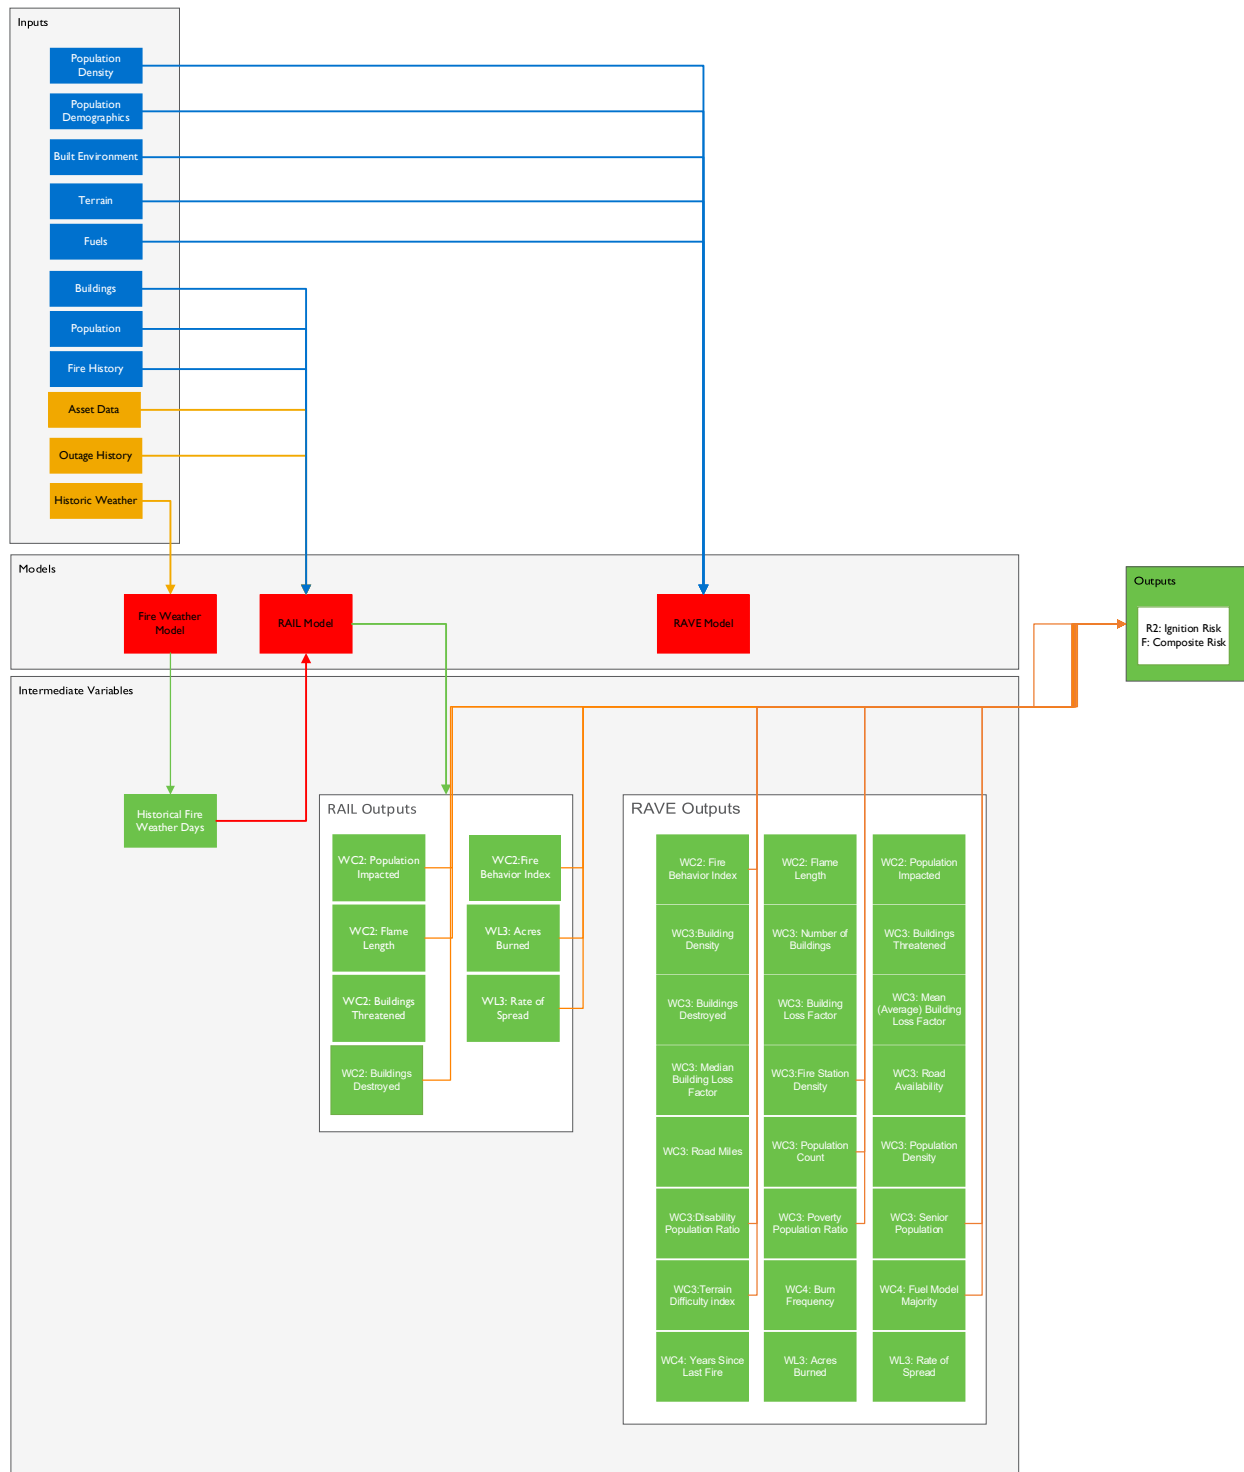 Inputs
Population
Density
Population
Demographics
Built Environment
Terrain
Fuels
Buildings
Population
Fire History
Asset Data
Outage History
Historic Weather
Models
Fire Weather
Model
RAIL Model
RAVE Model
Outputs
R2: Ignition Risk
F: Composite Risk
Intermediate Variables
Historical Fire
Weather Days
RAIL Outputs
WC2: Population
Impacted
WC2:Fire
Behavior Index
WC2: Flame
Length
WL3: Acres
Burned
WC2: Buildings
Threatened
WL3: Rate of
Spread
WC2: Buildings
Destroyed
RAVE Outputs
WC2: Fire
Behavior Index
WC2: Flame
Length
WC2: Population
Impacted
WC3:Building
Density
WC3: Number of
Buildings
WC3: Buildings
Threatened
WC3: Buildings
Destroyed
WC3: Building
Loss Factor
WC3: Mean
(Average) Building
Loss Factor
WC3: Median
Building Loss
Factor
WC3:Fire Station
Density
WC3: Road
Availability
WC3: Road Miles
WC3: Population
Count
WC3: Population
Density
WC3:Disability
Population Ratio
WC3: Poverty
Population Ratio
WC3: Senior
Population
WC3:Terrain
Difficulty index
WC4: Burn
Frequency
WC4: Fuel Model
Majority
WC4: Years Since
Last Fire
WL3: Acres
Burned
WL3: Rate of
Spread